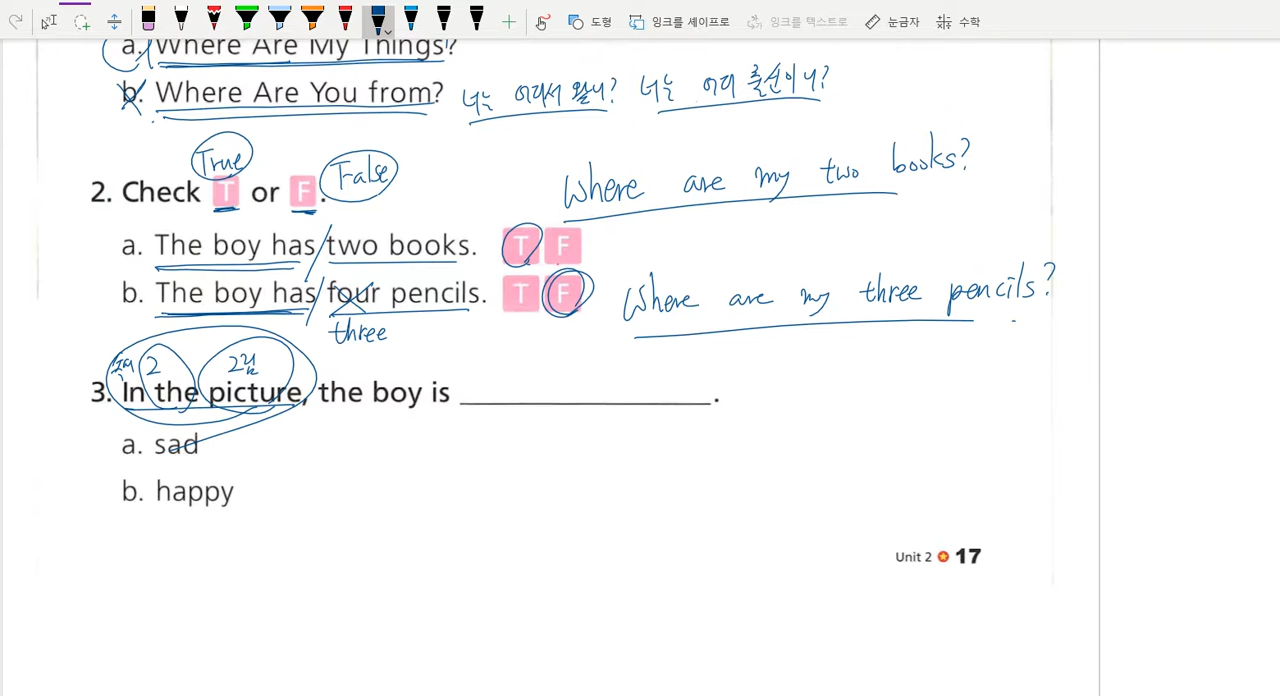 도형 잉크를 셰이프로 잉크를 텍스트로 눈금자 수학
a. Where Are My Things?
b. Where Are You from? 너는 어디서 왔니? 너는 어디 출신이니?
True False
2. Check T or F.
Where are my two books?
a. The boy has/two books. T F
b. The boy has/four pencils. T F
Where are my three pencils?
three
2 그림
3. In the picture, the boy is ____________.
a. sad
b. happy
Unit 2 17